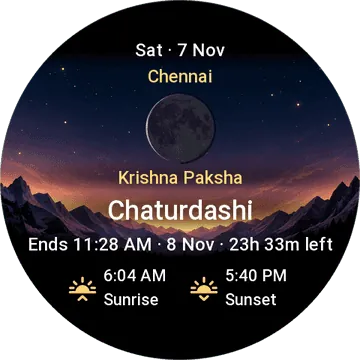 Sat · 7 Nov
Chennai
Krishna Paksha
Chaturdashi
Ends 11:28 AM · 8 Nov · 23h 33m left
6:04 AM
Sunrise
5:40 PM
Sunset